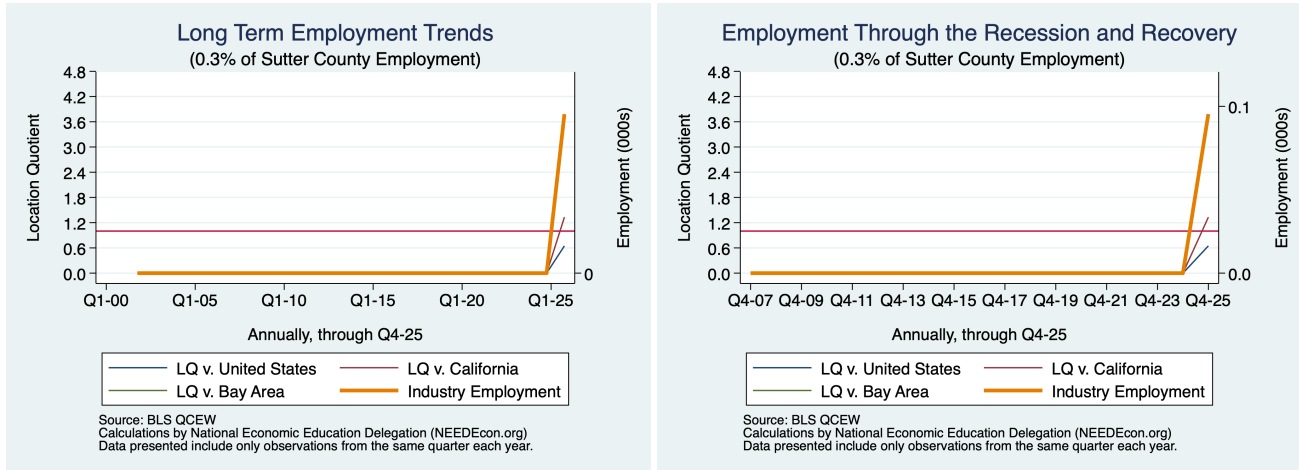 Long Term Employment Trends
(0.3% of Sutter County Employment)
4.8
4.2
3.6
3.0
2.4
1.8
1.2
0.6
0.0
Location Quotient
0
Employment (000s)
Q1-00 Q1-05 Q1-10 Q1-15 Q1-20 Q1-25
Annually, through Q4-25
LQ v. United States LQ v. California
LQ v. Bay Area Industry Employment
Source: BLS QCEW
Calculations by National Economic Education Delegation (NEEDEcon.org)
Data presented include only observations from the same quarter each year.
Employment Through the Recession and Recovery
(0.3% of Sutter County Employment)
4.8
4.2
3.6
3.0
2.4
1.8
1.2
0.6
0.0
Location Quotient
0.1
0.0
Employment (000s)
Q4-07 Q4-09 Q4-11 Q4-13 Q4-15 Q4-17 Q4-19 Q4-21 Q4-23 Q4-25
Annually, through Q4-25
LQ v. United States LQ v. California
LQ v. Bay Area Industry Employment
Source: BLS QCEW
Calculations by National Economic Education Delegation (NEEDEcon.org)
Data presented include only observations from the same quarter each year.